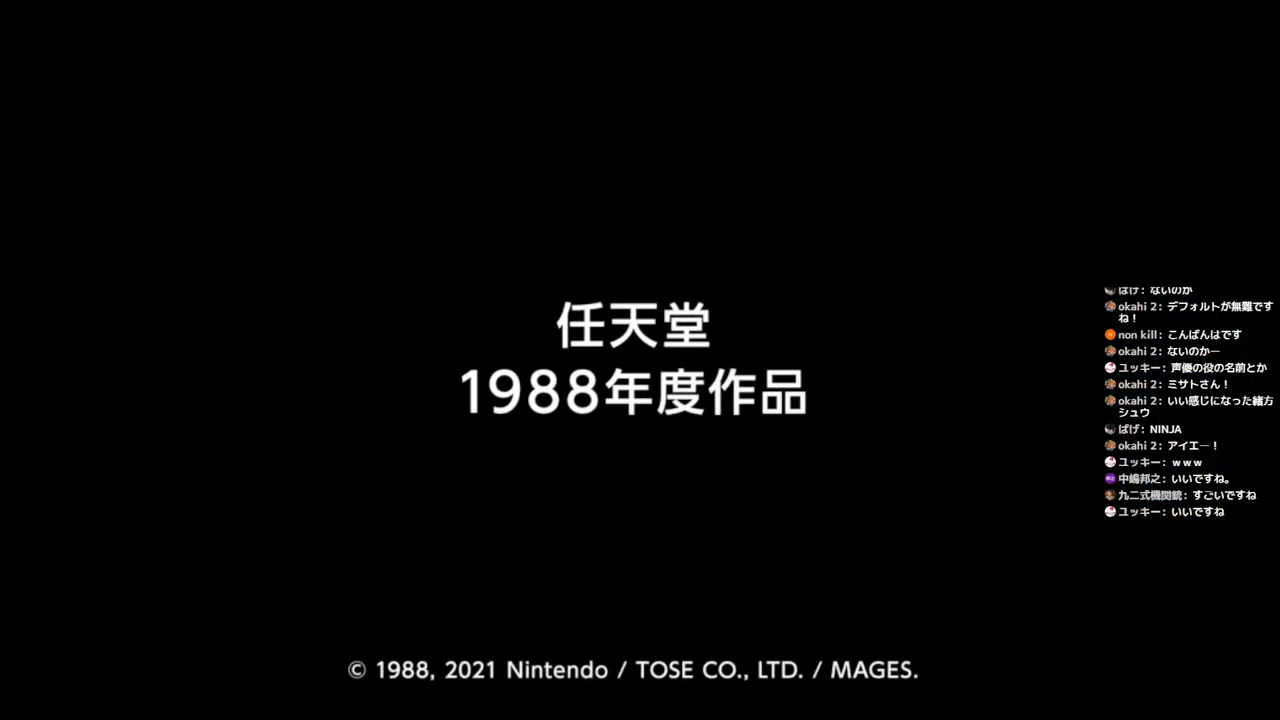 任天堂
1988年度作品
© 1988, 2021 Nintendo / TOSE CO., LTD. / MAGES.
ぱげ: ないのか
okahi 2: デフォルトが無難です
ね！
non kill: こんばんはです
okahi 2: ないのかー
ユッキー: 声優の役の名前とか
okahi 2: ミサトさん！
okahi 2: いい感じになった緒方
シュウ
ぱげ: NINJA
okahi 2: アイエー！
ユッキー: ｗｗｗ
中嶋邦之: いいですね。
九二式機関銃: すごいですね
ユッキー: いいですね